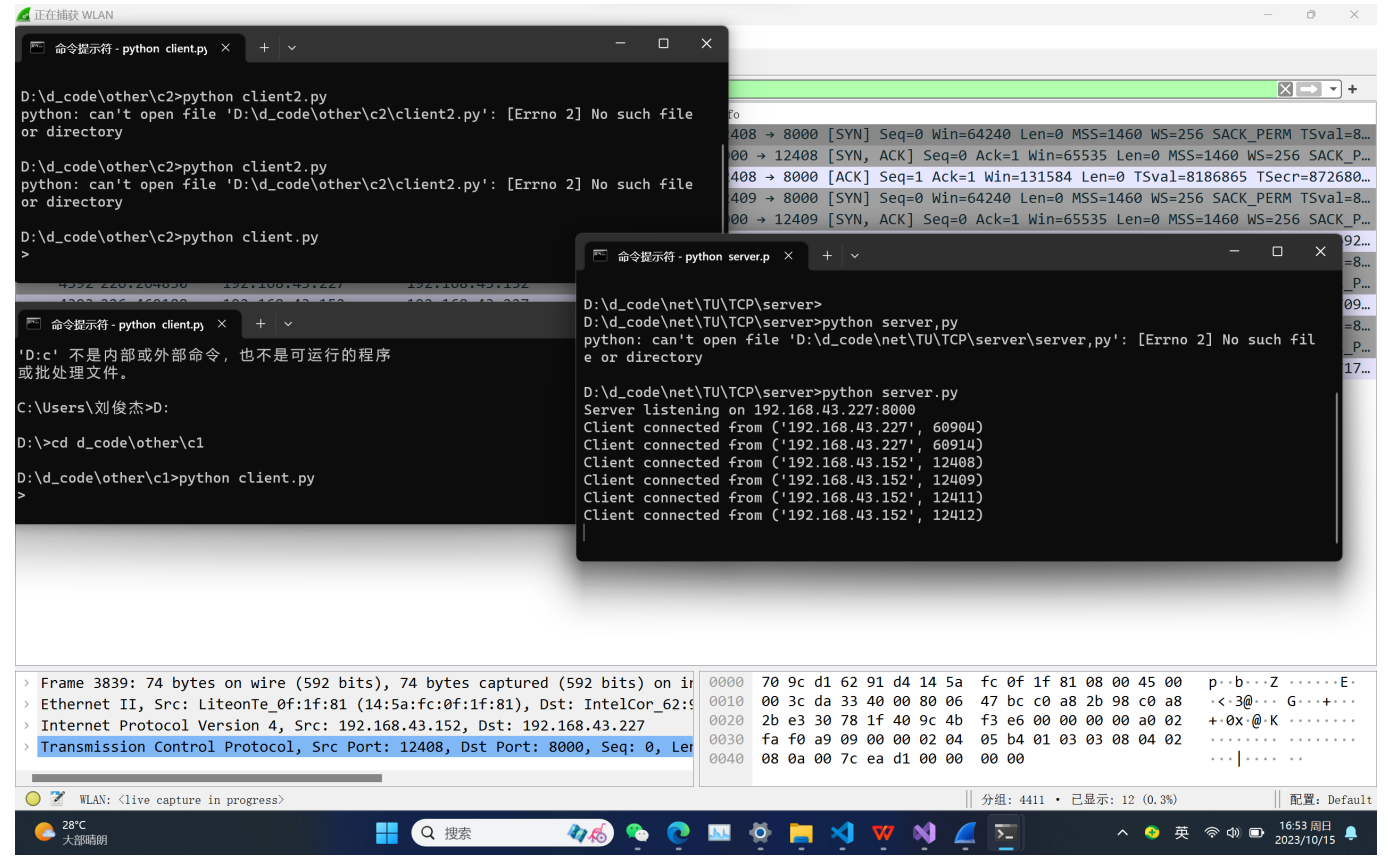 正在捕获 WLAN
命令提示符 - python client.py
D:\d_code\other\c2>python client2.py
python: can't open file 'D:\d_code\other\c2\client2.py': [Errno 2] No such file
or directory
D:\d_code\other\c2>python client2.py
python: can't open file 'D:\d_code\other\c2\client2.py': [Errno 2] No such file
or directory
D:\d_code\other\c2>python client.py
>
fo
408 → 8000 [SYN] Seq=0 Win=64240 Len=0 MSS=1460 WS=256 SACK_PERM TSval=8…
00 → 12408 [SYN, ACK] Seq=0 Ack=1 Win=65535 Len=0 MSS=1460 WS=256 SACK_P…
408 → 8000 [ACK] Seq=1 Ack=1 Win=131584 Len=0 TSval=8186865 TSecr=872680…
409 → 8000 [SYN] Seq=0 Win=64240 Len=0 MSS=1460 WS=256 SACK_PERM TSval=8…
00 → 12409 [SYN, ACK] Seq=0 Ack=1 Win=65535 Len=0 MSS=1460 WS=256 SACK_P…
92…
=8…
_P…
09…
=8…
_P…
17…
4392 226.264850 192.168.43.227 192.168.43.152
命令提示符 - python client.py
'D:c' 不是内部或外部命令，也不是可运行的程序
或批处理文件。
C:\Users\刘俊杰>D:
D:\>cd d_code\other\c1
D:\d_code\other\c1>python client.py
>
命令提示符 - python server.p
D:\d_code\net\TU\TCP\server>
D:\d_code\net\TU\TCP\server>python server,py
python: can't open file 'D:\d_code\net\TU\TCP\server\server,py': [Errno 2] No such fil
e or directory
D:\d_code\net\TU\TCP\server>python server.py
Server listening on 192.168.43.227:8000
Client connected from ('192.168.43.227', 60904)
Client connected from ('192.168.43.227', 60914)
Client connected from ('192.168.43.152', 12408)
Client connected from ('192.168.43.152', 12409)
Client connected from ('192.168.43.152', 12411)
Client connected from ('192.168.43.152', 12412)
Frame 3839: 74 bytes on wire (592 bits), 74 bytes captured (592 bits) on in
Ethernet II, Src: LiteonTe_0f:1f:81 (14:5a:fc:0f:1f:81), Dst: IntelCor_62:9
Internet Protocol Version 4, Src: 192.168.43.152, Dst: 192.168.43.227
Transmission Control Protocol, Src Port: 12408, Dst Port: 8000, Seq: 0, Ler
0000 70 9c d1 62 91 d4 14 5a fc 0f 1f 81 08 00 45 00 p··b···Z ······E·
0010 00 3c da 33 40 00 80 06 47 bc c0 a8 2b 98 c0 a8 ·<·3@··· G···+···
0020 2b e3 30 78 1f 40 9c 4b f3 e6 00 00 00 00 a0 02 +·0x·@·K ········
0030 fa f0 a9 09 00 00 02 04 05 b4 01 03 03 08 04 02 ········ ········
0040 08 0a 00 7c ea d1 00 00 00 00 ···|···· ··
WLAN: <live capture in progress>
分组: 4411 • 已显示: 12 (0.3%)
配置: Default
28°C
大部晴朗
搜索
英
16:53 周日
2023/10/15